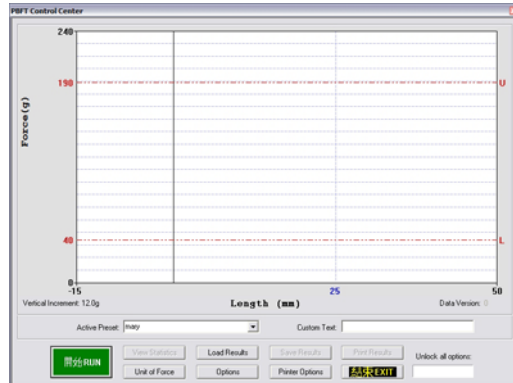 PBFT Control Center
240
190
U
Force(g)
40
L
0
-15
25
50
Vertical Increment: 12.0g
Length (mm)
Data Version: 0
Active Preset: mary
Custom Text:
開始RUN
View Statistics
Load Results
Save Results
Print Results
Unlock all options:
Unit of Force
Options
Printer Options
結束EXIT